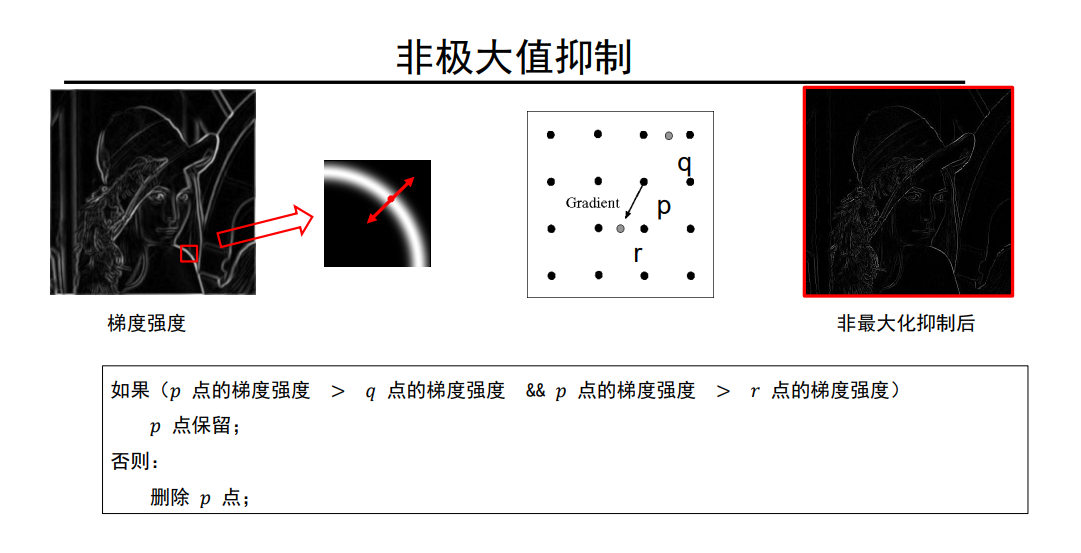 非极大值抑制
Gradient
q
p
r
梯度强度
非最大化抑制后
如果（p 点的梯度强度 > q 点的梯度强度 && p 点的梯度强度 > r 点的梯度强度）
p 点保留；
否则：
删除 p 点；